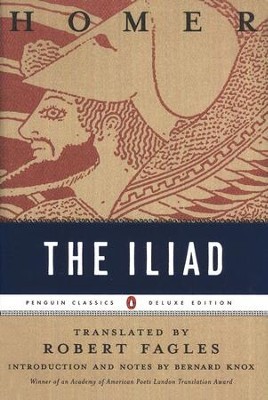 HOMER
THE ILIAD
PENGUIN CLASSICS DELUXE EDITION
TRANSLATED BY
ROBERT FAGLES
INTRODUCTION AND NOTES BY BERNARD KNOX
Winner of an Academy of American Poets Landon Translation Award